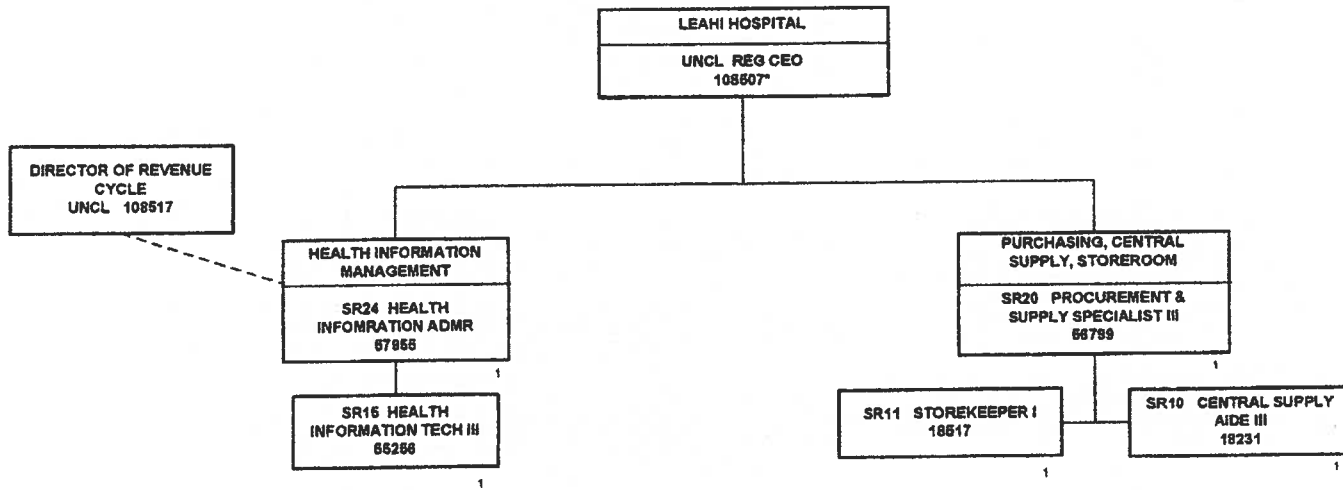 LEAHI HOSPITAL
UNCL REG CEO
108507*
DIRECTOR OF REVENUE
CYCLE
UNCL 108517
HEALTH INFORMATION
MANAGEMENT
SR24 HEALTH
INFOMRATION ADMR
57955
1
SR15 HEALTH
INFORMATION TECH III
55256
1
PURCHASING, CENTRAL
SUPPLY, STOREROOM
SR20 PROCUREMENT &
SUPPLY SPECIALIST III
56799
1
SR11 STOREKEEPER I
18517
1
SR10 CENTRAL SUPPLY
AIDE III
18231
1